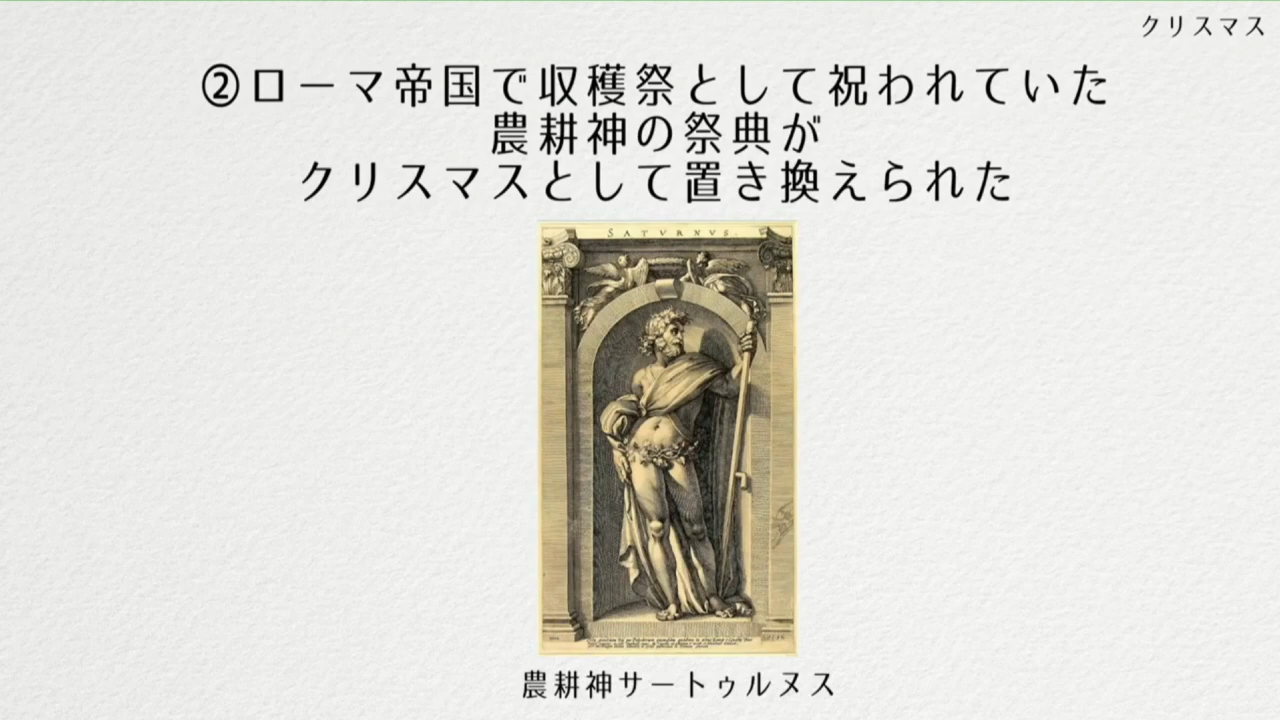 クリスマス
②ローマ帝国で収穫祭として祝われていた
農耕神の祭典が
クリスマスとして置き換えられた
SATVRNVS.
農耕神サートゥルヌス